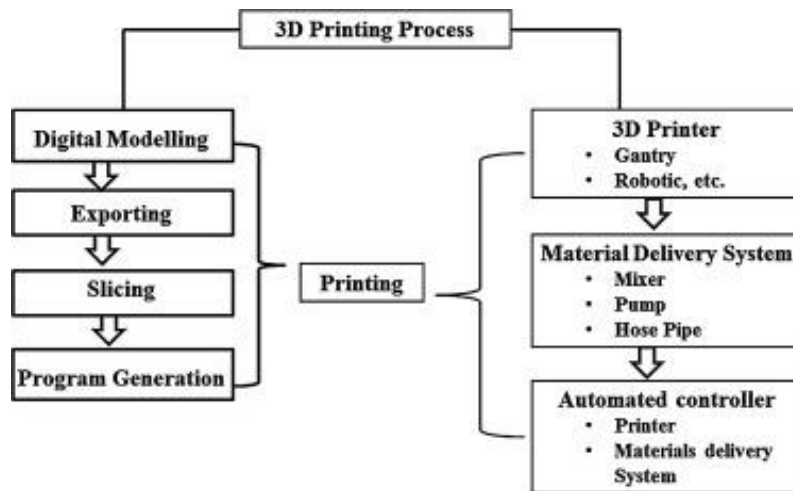 3D Printing Process
Digital Modelling
Exporting
Slicing
Program Generation
Printing
3D Printer
• Gantry
• Robotic, etc.
Material Delivery System
• Mixer
• Pump
• Hose Pipe
Automated controller
• Printer
• Materials delivery
System